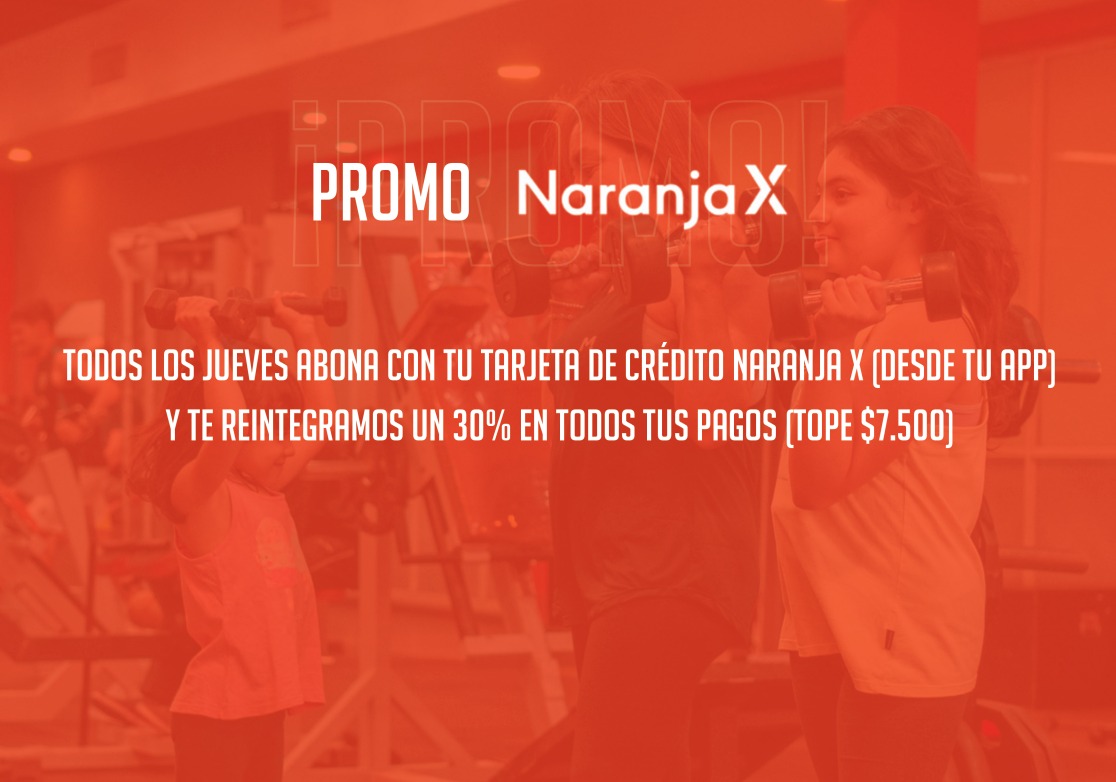 ¡PROMO!
PROMO NaranjaX
TODOS LOS JUEVES ABONA CON TU TARJETA DE CRÉDITO NARANJA X (DESDE TU APP)
Y TE REINTEGRAMOS UN 30% EN TODOS TUS PAGOS (TOPE $7.500)